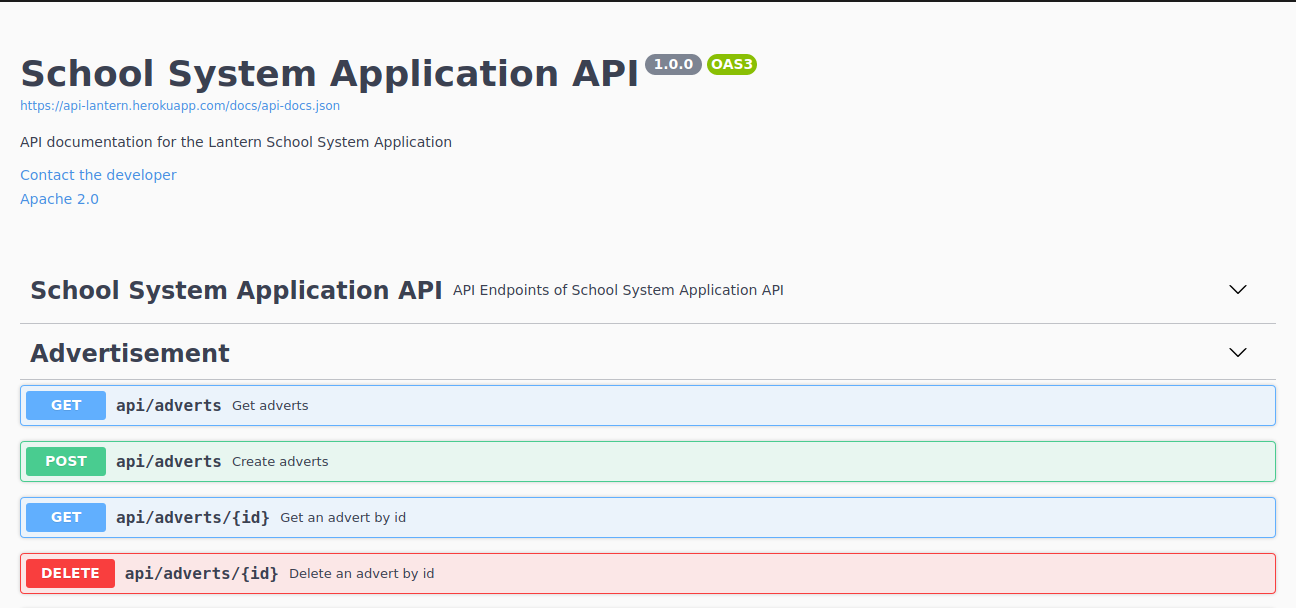 School System Application API 1.0.0 OAS3
https://api-lantern.herokuapp.com/docs/api-docs.json
API documentation for the Lantern School System Application
Contact the developer
Apache 2.0
School System Application API API Endpoints of School System Application API
Advertisement
GET api/adverts Get adverts
POST api/adverts Create adverts
GET api/adverts/{id} Get an advert by id
DELETE api/adverts/{id} Delete an advert by id